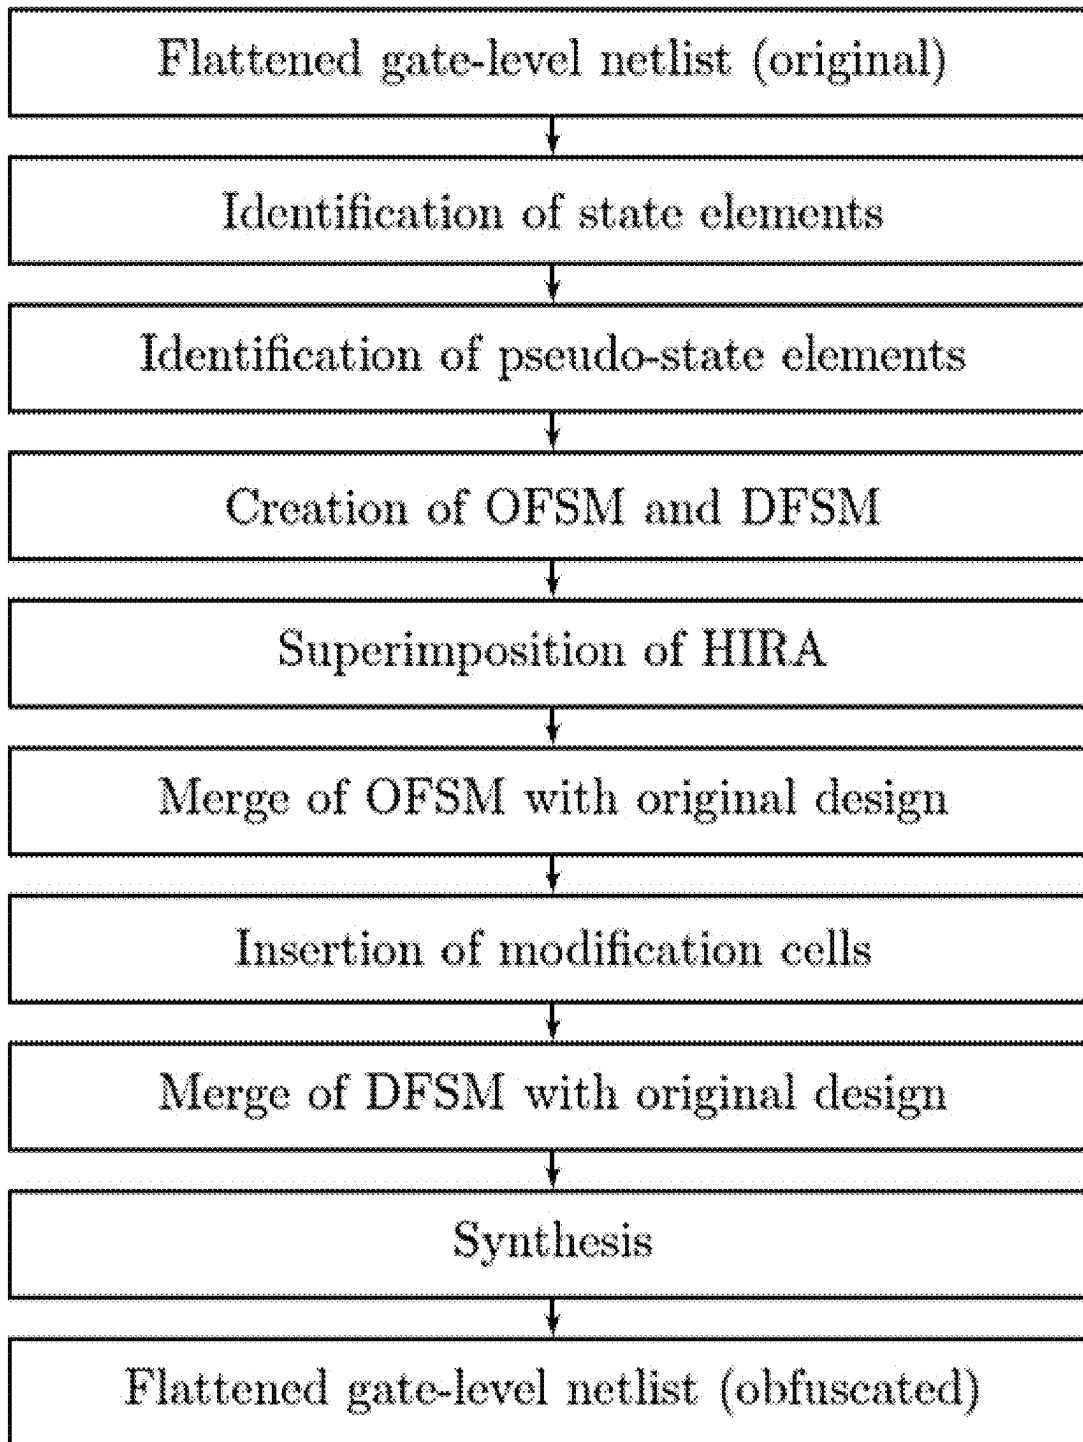 Flattened gate-level netlist (original)
Identification of state elements
Identification of pseudo-state elements
Creation of OFSM and DFSM
Superimposition of HIRA
Merge of OFSM with original design
Insertion of modification cells
Merge of DFSM with original design
Synthesis
Flattened gate-level netlist (obfuscated)